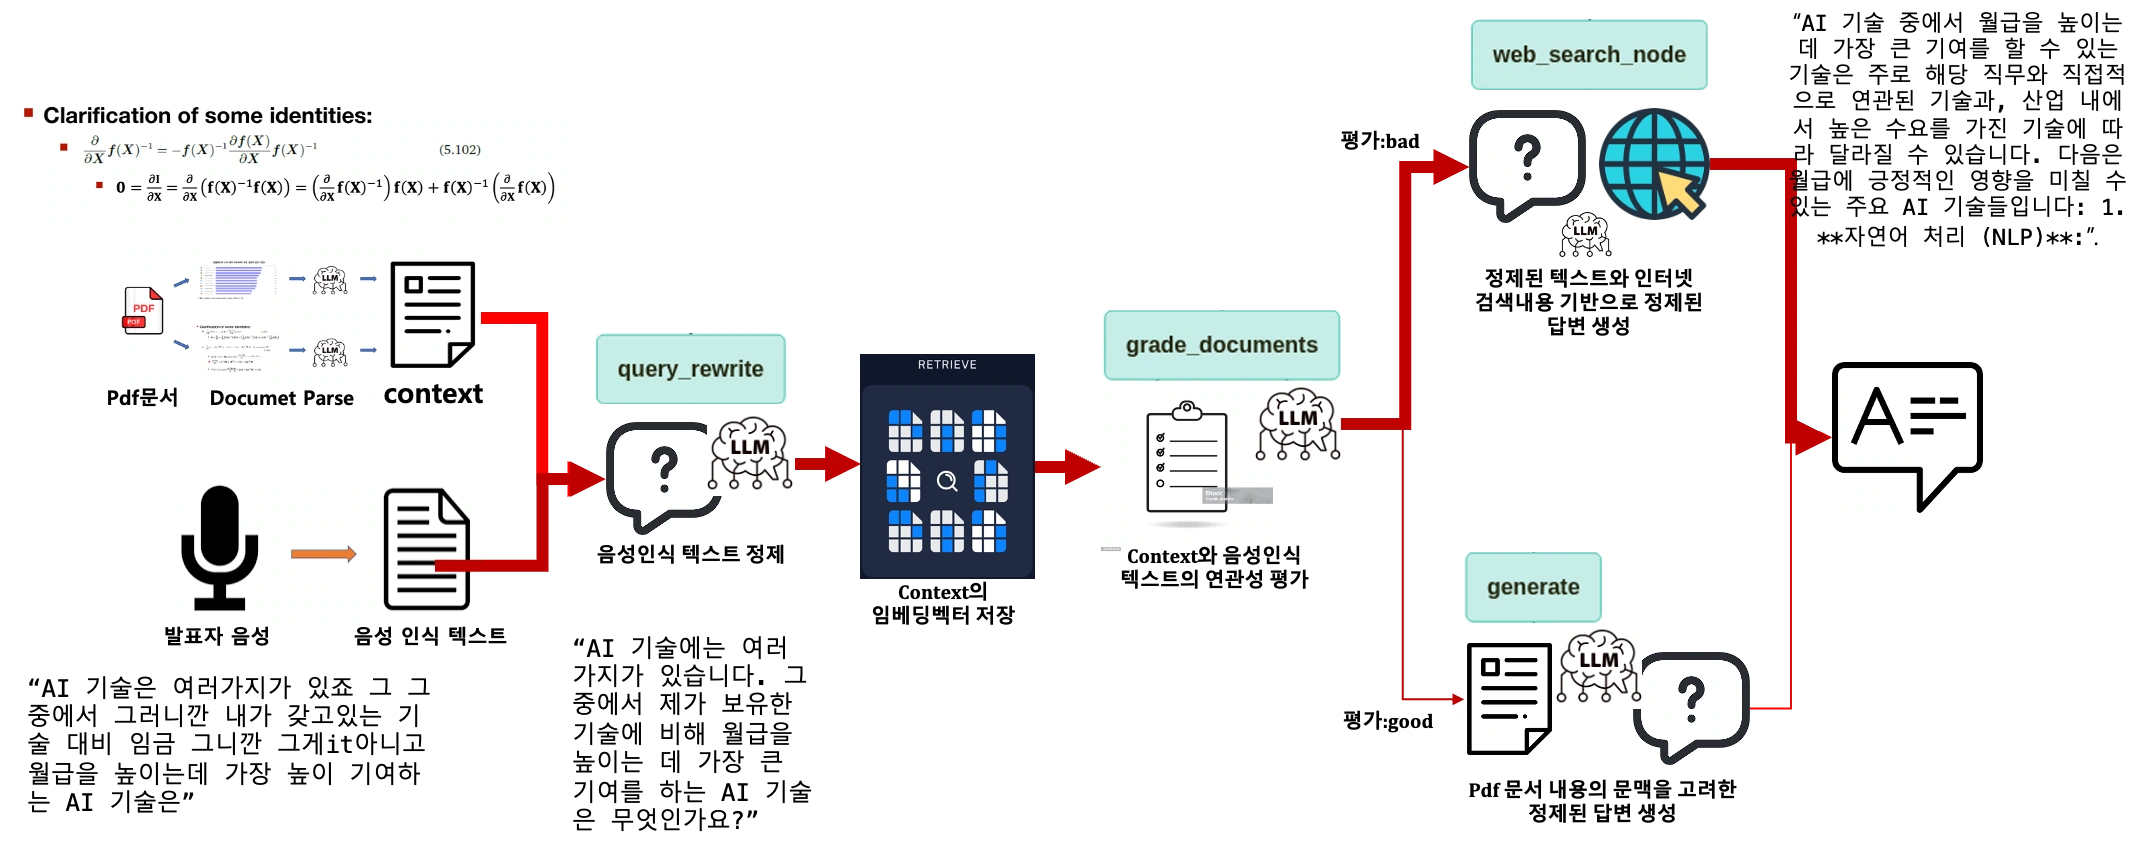 Clarification of some identities:
∂/∂X f(X)⁻¹ = −f(X)⁻¹ ∂f(X)/∂X f(X)⁻¹ (5.102)
0 = ∂I/∂X = ∂/∂X (f(X)⁻¹f(X)) = (∂/∂X f(X)⁻¹) f(X) + f(X)⁻¹ (∂/∂X f(X))
PDF
PDF
LLM
LLM
Pdf문서
Documet Parse
context
발표자 음성
음성 인식 텍스트
“AI 기술은 여러가지가 있죠 그 그
중에서 그러니깐 내가 갖고있는 기
술 대비 임금 그니깐 그게it아니고
월급을 높이는데 가장 높이 기여하
는 AI 기술은”
query_rewrite
?
LLM
음성인식 텍스트 정제
“AI 기술에는 여러
가지가 있습니다. 그
중에서 제가 보유한
기술에 비해 월급을
높이는 데 가장 큰
기여를 하는 AI 기술
은 무엇인가요?”
RETRIEVE
Context의
임베딩벡터 저장
grade_documents
LLM
iStock
Context와 음성인식
텍스트의 연관성 평가
평가:bad
web_search_node
?
LLM
정제된 텍스트와 인터넷
검색내용 기반으로 정제된
답변 생성
평가:good
generate
LLM
?
Pdf 문서 내용의 문맥을 고려한
정제된 답변 생성
“AI 기술 중에서 월급을 높이는
데 가장 큰 기여를 할 수 있는
기술은 주로 해당 직무와 직접적
으로 연관된 기술과, 산업 내에
서 높은 수요를 가진 기술에 따
라 달라질 수 있습니다. 다음은
월급에 긍정적인 영향을 미칠 수
있는 주요 AI 기술들입니다: 1.
**자연어 처리 (NLP)**:”.
A